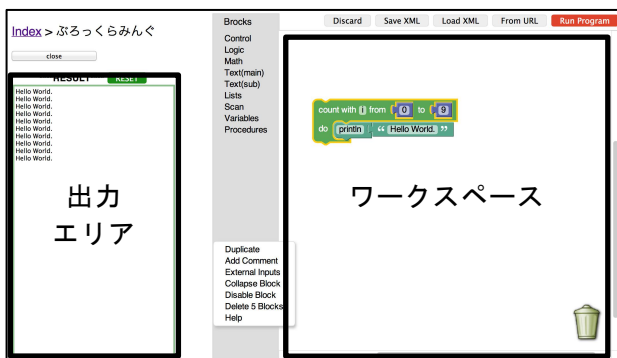 Index > ぶろっくらみんぐ
close
RESULT RESET
Hello World.
Hello World.
Hello World.
Hello World.
Hello World.
Hello World.
Hello World.
Hello World.
Hello World.
Hello World.
出力
エリア
Brocks
Control
Logic
Math
Text(main)
Text(sub)
Lists
Scan
Variables
Procedures
Duplicate
Add Comment
External Inputs
Collapse Block
Disable Block
Delete 5 Blocks
Help
Discard Save XML Load XML From URL Run Program
count with i from 0 to 9
do println “ Hello World. ”
ワークスペース